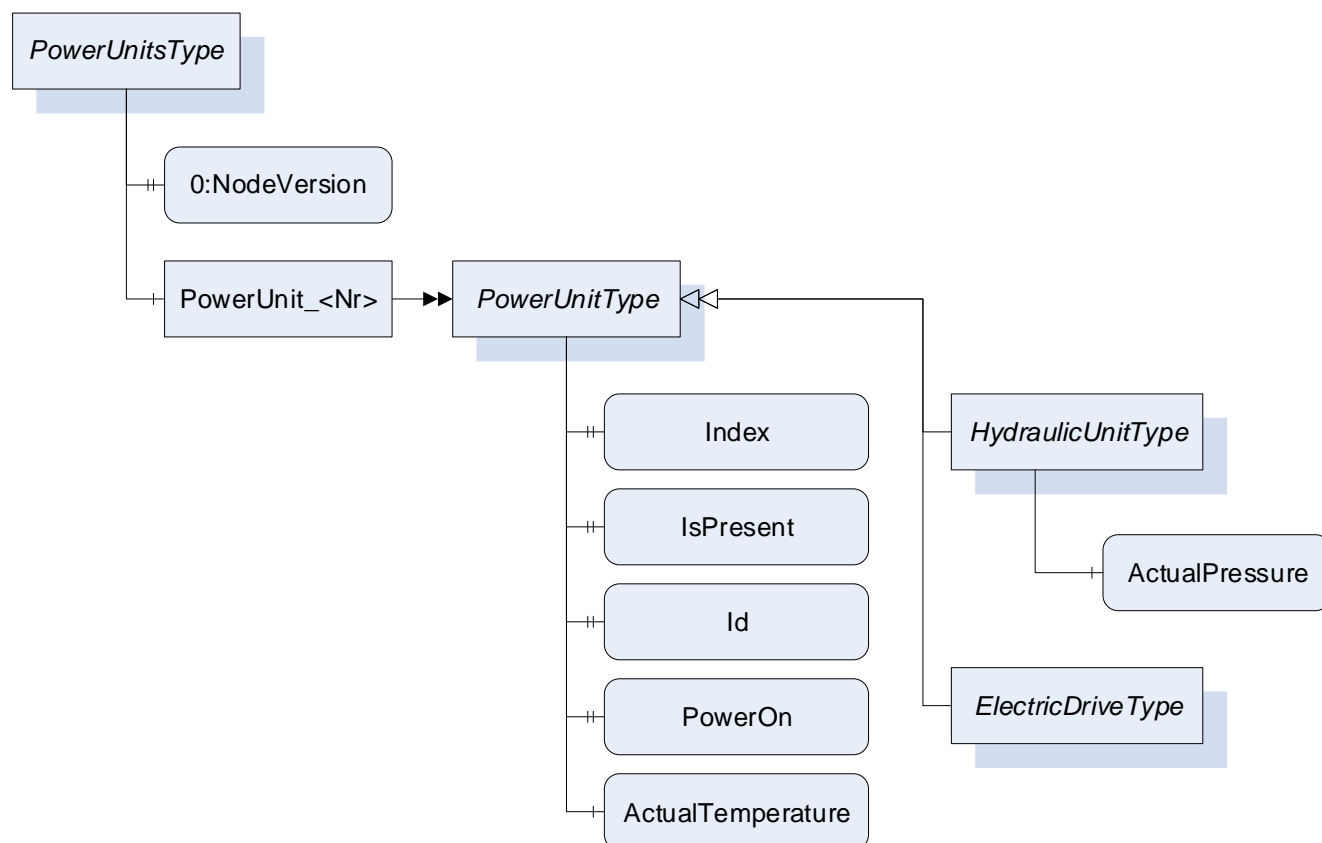 PowerUnitsType
0:NodeVersion
PowerUnit_<Nr>
PowerUnitType
Index
HydraulicUnitType
IsPresent
ActualPressure
Id
PowerOn
ElectricDriveType
ActualTemperature